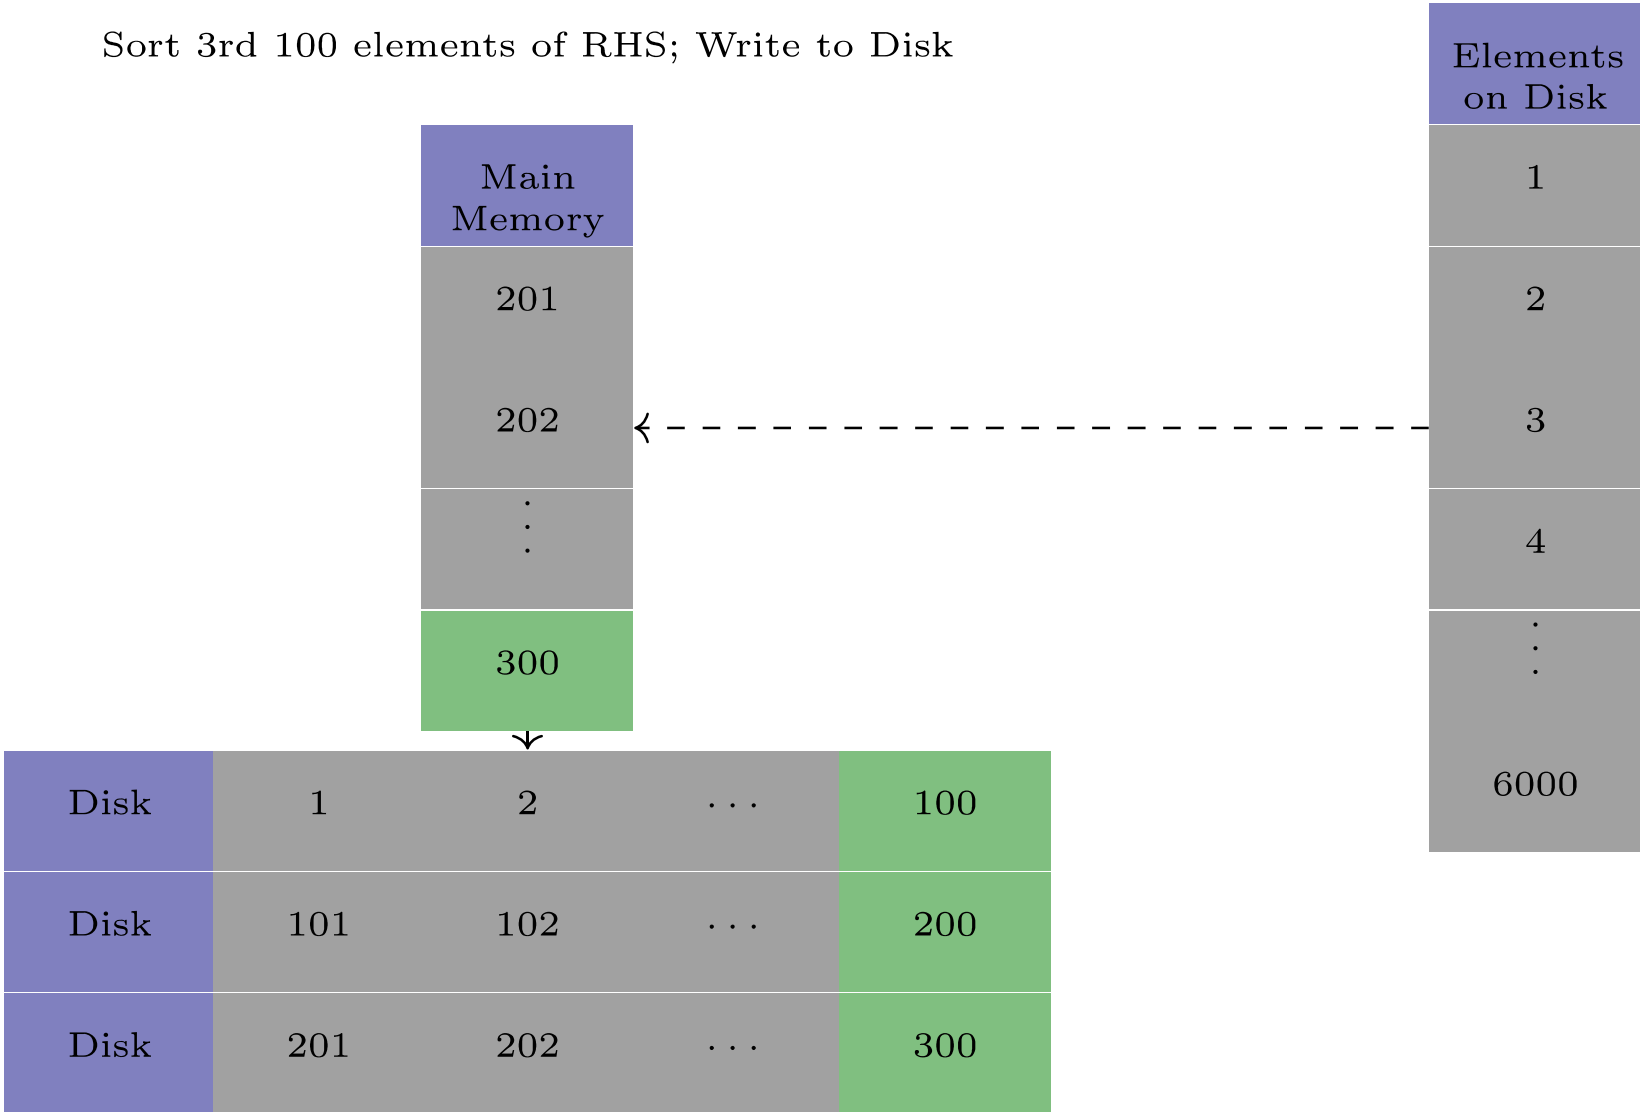 Sort 3rd 100 elements of RHS; Write to Disk
Main
Memory
201
202
⋮
300
Disk 1 2 ··· 100
Disk 101 102 ··· 200
Disk 201 202 ··· 300
Elements
on Disk
1
2
3
4
⋮
6000